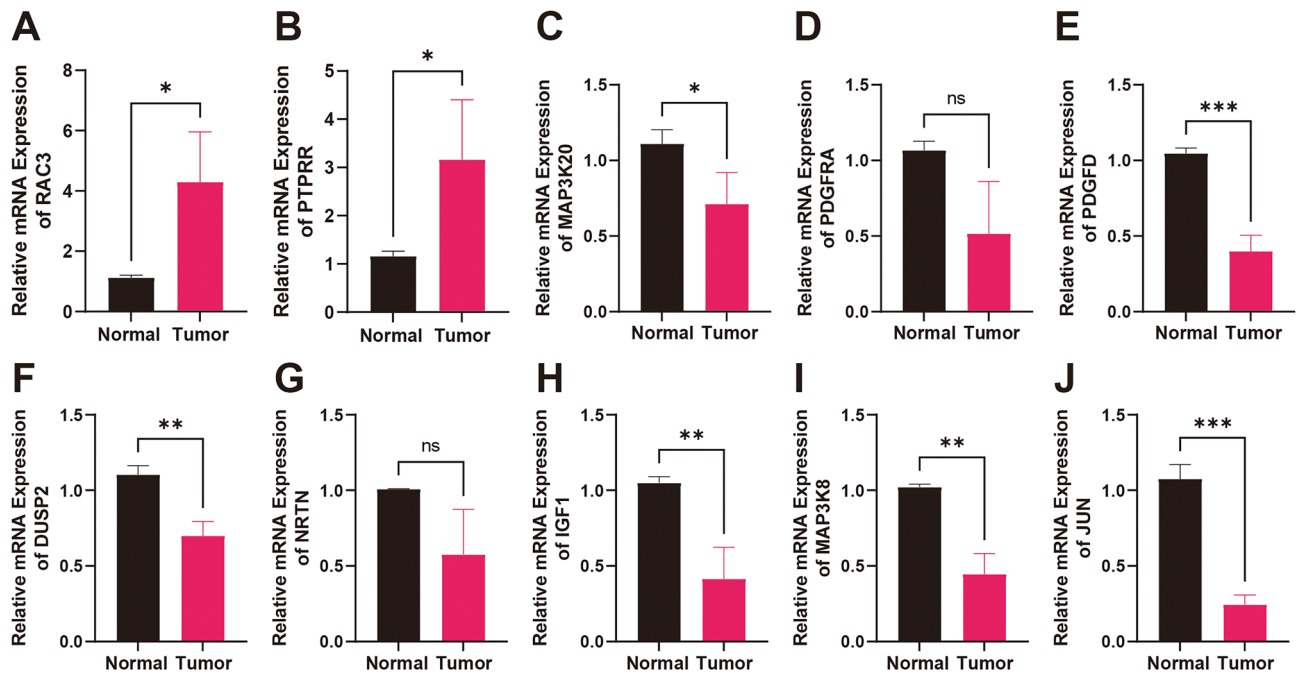 A
Relative mRNA Expression
of RAC3
8
6
4
2
0
*
Normal Tumor
B
Relative mRNA Expression
of PTPRR
5
4
3
2
1
0
*
Normal Tumor
C
Relative mRNA Expression
of MAP3K20
1.5
1.0
0.5
0.0
*
Normal Tumor
D
Relative mRNA Expression
of PDGFRA
1.5
1.0
0.5
0.0
ns
Normal Tumor
E
Relative mRNA Expression
of PDGFD
1.5
1.0
0.5
0.0
***
Normal Tumor
F
Relative mRNA Expression
of DUSP2
1.5
1.0
0.5
0.0
**
Normal Tumor
G
Relative mRNA Expression
of NRTN
1.5
1.0
0.5
0.0
ns
Normal Tumor
H
Relative mRNA Expression
of IGF1
1.5
1.0
0.5
0.0
**
Normal Tumor
I
Relative mRNA Expression
of MAP3K8
1.5
1.0
0.5
0.0
**
Normal Tumor
J
Relative mRNA Expression
of JUN
1.5
1.0
0.5
0.0
***
Normal Tumor